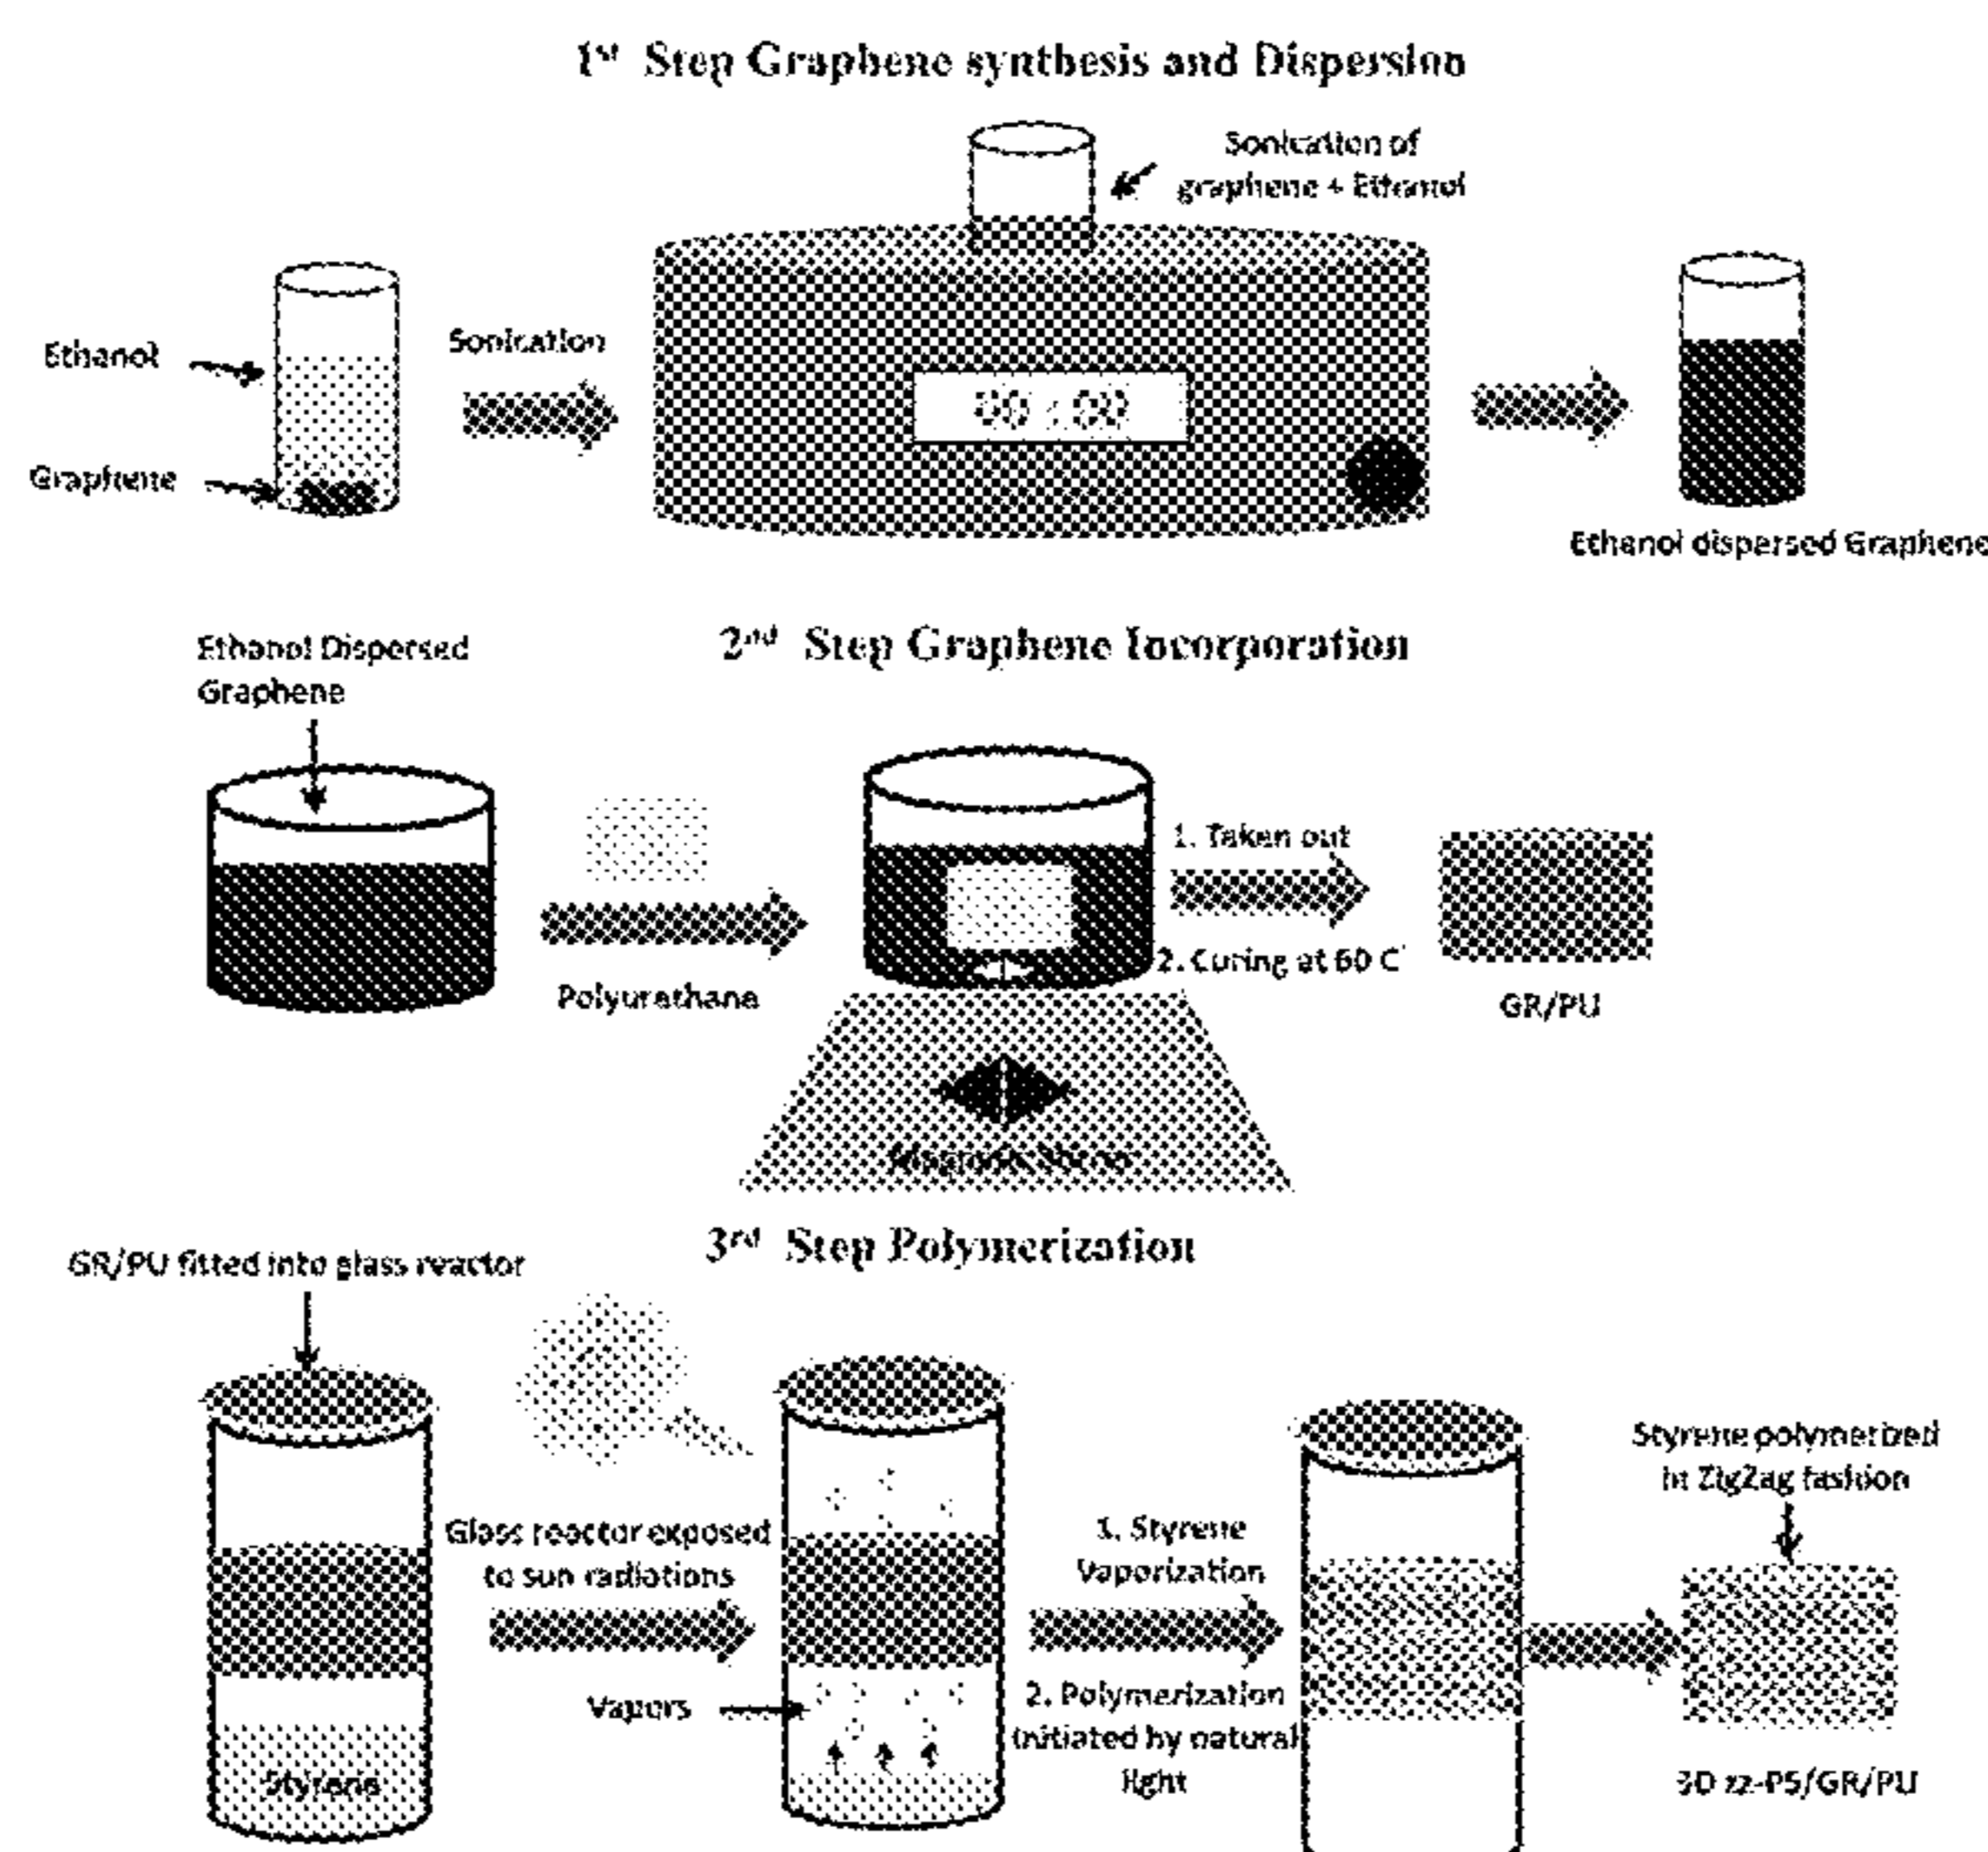 1st Step Graphene synthesis and Dispersion
Sonication of
graphene + Ethanol
Ethanol
Sonication
00 : 00
Graphene
Ethanol dispersed Graphene
2nd Step Graphene Incorporation
Ethanol Dispersed
Graphene
1. Taken out
2. Curing at 60 C
Polyurethane
GR/PU
3rd Step Polymerization
GR/PU fitted into glass reactor
Styrene polymerized
in ZigZag fashion
Glass reactor exposed
to sun radiations
1. Styrene
Vaporization
Vapors
2. Polymerization
initiated by natural
light
Styrene
3D zz-PS/GR/PU